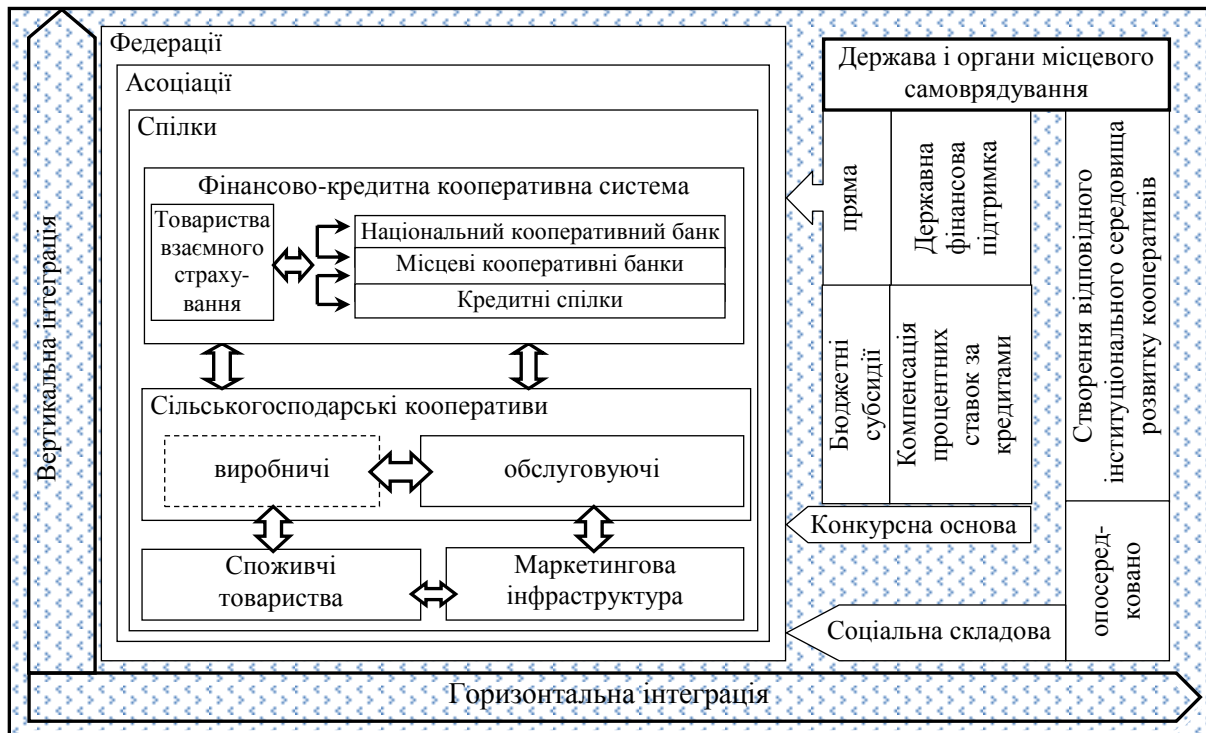 Вертикальна інтеграція
Федерації
Асоціації
Спілки
Фінансово-кредитна кооперативна система
Товариства
взаємного
страху-
вання
Національний кооперативний банк
Місцеві кооперативні банки
Кредитні спілки
Сільськогосподарські кооперативи
виробничі
обслуговуючі
Споживчі
товариства
Маркетингова
інфраструктура
Держава і органи місцевого
самоврядування
пряма
Державна
фінансова
підтримка
Бюджетні
субсидії
Компенсація
процентних
ставок за
кредитами
Створення відповідного
інституціонального середовища
розвитку кооперативів
Конкурсна основа
опосеред-
ковано
Соціальна складова
Горизонтальна інтеграція